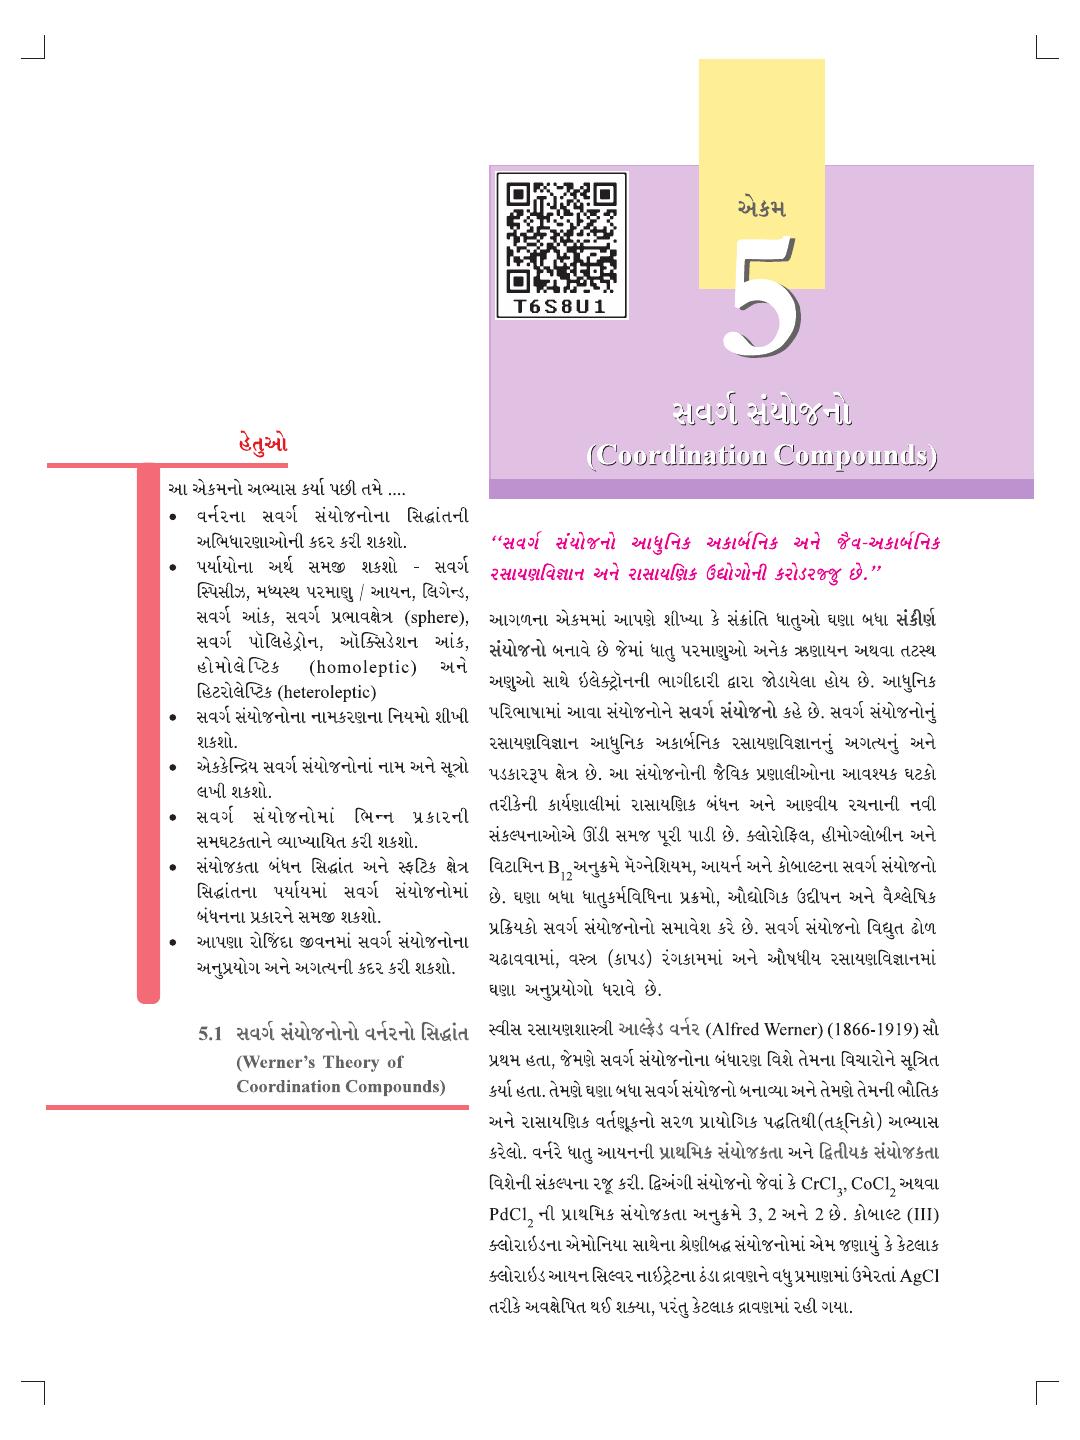 એકમ
5
T6S8U1
સવર્ગ સંયોજનો
(Coordination Compounds)
હેતુઓ
આ એકમનો અભ્યાસ કર્યા પછી તમે ....
• વર્નરના સવર્ગ સંયોજનોના સિદ્ધાંતની
અભિધારણાઓની કદર કરી શકશો.
• પર્યાયોના અર્થ સમજી શકશો - સવર્ગ
સ્પિસીઝ, મધ્યસ્થ પરમાણુ / આયન, લિગેન્ડ,
સવર્ગ આંક, સવર્ગ પ્રભાવક્ષેત્ર (sphere),
સવર્ગ પૉલિહેડ્રોન, ઑક્સિડેશન આંક,
હોમોલેપ્ટિક (homoleptic) અને
હિટરોલેપ્ટિક (heteroleptic)
• સવર્ગ સંયોજનોના નામકરણના નિયમો શીખી
શકશો.
• એકકેન્દ્રિય સવર્ગ સંયોજનોનાં નામ અને સૂત્રો
લખી શકશો.
• સવર્ગ સંયોજનોમાં ભિન્ન પ્રકારની
સમઘટકતાને વ્યાખ્યાયિત કરી શકશો.
• સંયોજકતા બંધન સિદ્ધાંત અને સ્ફટિક ક્ષેત્ર
સિદ્ધાંતના પર્યાયમાં સવર્ગ સંયોજનોમાં
બંધનના પ્રકારને સમજી શકશો.
• આપણા રોજિંદા જીવનમાં સવર્ગ સંયોજનોના
અનુપ્રયોગ અને અગત્યની કદર કરી શકશો.
5.1 સવર્ગ સંયોજનોનો વર્નરનો સિદ્ધાંત
(Werner's Theory of
Coordination Compounds)
‘‘સવર્ગ સંયોજનો આધુનિક અકાર્બનિક અને જૈવ-અકાર્બનિક
રસાયણવિજ્ઞાન અને રાસાયણિક ઉદ્યોગોની કરોડરજ્જુ છે.’’
આગળના એકમમાં આપણે શીખ્યા કે સંક્રાંતિ ધાતુઓ ઘણા બધા સંકીર્ણ
સંયોજનો બનાવે છે જેમાં ધાતુ પરમાણુઓ અનેક ઋણાયન અથવા તટસ્થ
અણુઓ સાથે ઇલેક્ટ્રોનની ભાગીદારી દ્વારા જોડાયેલા હોય છે. આધુનિક
પરિભાષામાં આવા સંયોજનોને સવર્ગ સંયોજનો કહે છે. સવર્ગ સંયોજનોનું
રસાયણવિજ્ઞાન આધુનિક અકાર્બનિક રસાયણવિજ્ઞાનનું અગત્યનું અને
પડકારરૂપ ક્ષેત્ર છે. આ સંયોજનોની જૈવિક પ્રણાલીઓના આવશ્યક ઘટકો
તરીકેની કાર્યણાલીમાં રાસાયણિક બંધન અને આણ્વીય રચનાની નવી
સંકલ્પનાઓએ ઊંડી સમજ પૂરી પાડી છે. ક્લોરોફિલ, હીમોગ્લોબીન અને
વિટામિન B₁₂ અનુક્રમે મૅગ્નેશિયમ, આયર્ન અને કોબાલ્ટના સવર્ગ સંયોજનો
છે. ઘણા બધા ધાતુકર્મવિધિના પ્રક્રમો, ઔદ્યોગિક ઉદ્દીપન અને વૈશ્લેષિક
પ્રક્રિયકો સવર્ગ સંયોજનોનો સમાવેશ કરે છે. સવર્ગ સંયોજનો વિદ્યુત ઢોળ
ચઢાવવામાં, વસ્ત્ર (કાપડ) રંગકામમાં અને ઔષધીય રસાયણવિજ્ઞાનમાં
ઘણા અનુપ્રયોગો ધરાવે છે.
સ્વીસ રસાયણશાસ્ત્રી આલ્ફ્રેડ વર્નર (Alfred Werner) (1866-1919) સૌ
પ્રથમ હતા, જેમણે સવર્ગ સંયોજનોના બંધારણ વિશે તેમના વિચારોને સૂત્રિત
કર્યા હતા. તેમણે ઘણા બધા સવર્ગ સંયોજનો બનાવ્યા અને તેમણે તેમની ભૌતિક
અને રાસાયણિક વર્તણૂકનો સરળ પ્રાયોગિક પદ્ધતિથી(તક્નિકો) અભ્યાસ
કરેલો. વર્નરે ધાતુ આયનની પ્રાથમિક સંયોજકતા અને દ્વિતીયક સંયોજકતા
વિશેની સંકલ્પના રજૂ કરી. દ્વિઅંગી સંયોજનો જેવાં કે CrCl₃, CoCl₂ અથવા
PdCl₂ ની પ્રાથમિક સંયોજકતા અનુક્રમે 3, 2 અને 2 છે. કોબાલ્ટ (III)
ક્લોરાઇડના એમોનિયા સાથેના શ્રેણીબદ્ધ સંયોજનોમાં એમ જણાયું કે કેટલાક
ક્લોરાઇડ આયન સિલ્વર નાઇટ્રેટના ઠંડા દ્રાવણને વધુ પ્રમાણમાં ઉમેરતાં AgCl
તરીકે અવક્ષેપિત થઈ શક્યા, પરંતુ કેટલાક દ્રાવણમાં રહી ગયા.